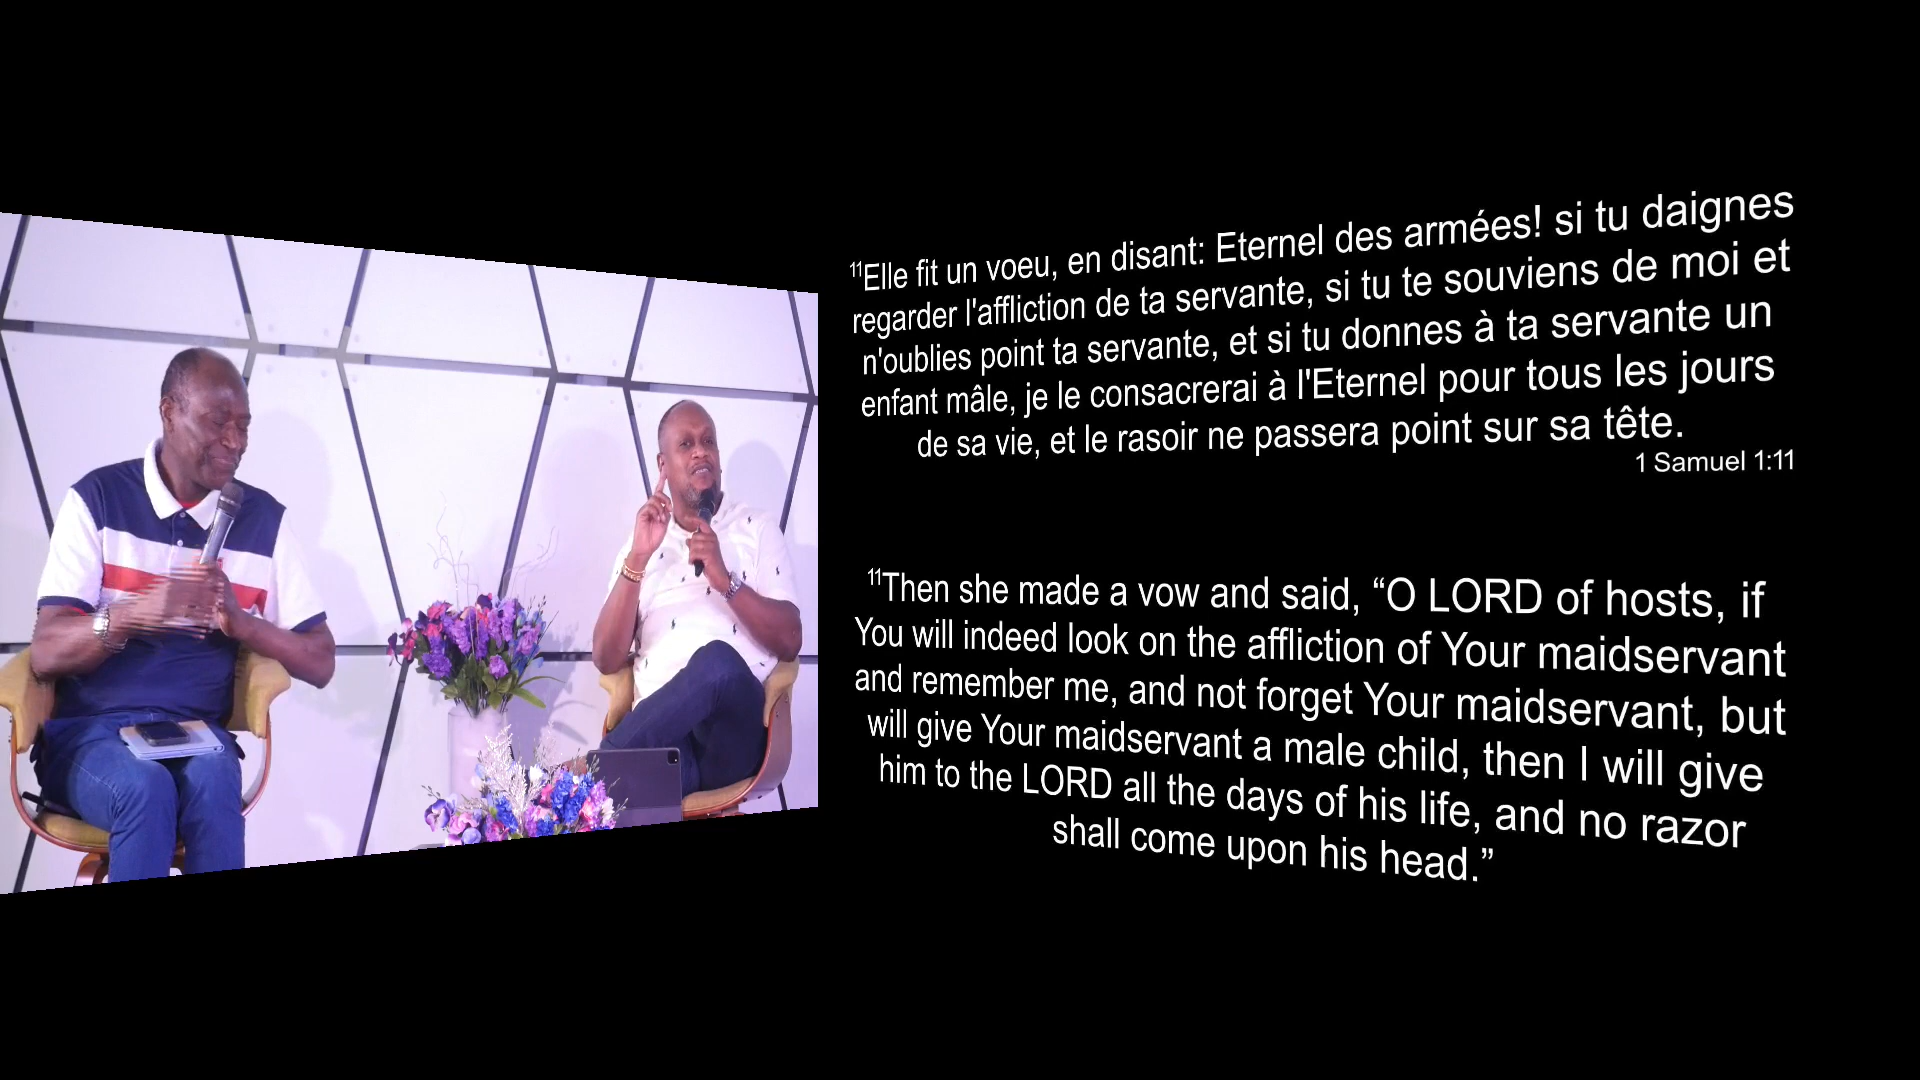 ¹¹Elle fit un voeu, en disant: Eternel des armées! si tu daignes
regarder l'affliction de ta servante, si tu te souviens de moi et
n'oublies point ta servante, et si tu donnes à ta servante un
enfant mâle, je le consacrerai à l'Eternel pour tous les jours
de sa vie, et le rasoir ne passera point sur sa tête.
1 Samuel 1:11
¹¹Then she made a vow and said, “O LORD of hosts, if
You will indeed look on the affliction of Your maidservant
and remember me, and not forget Your maidservant, but
will give Your maidservant a male child, then I will give
him to the LORD all the days of his life, and no razor
shall come upon his head.”